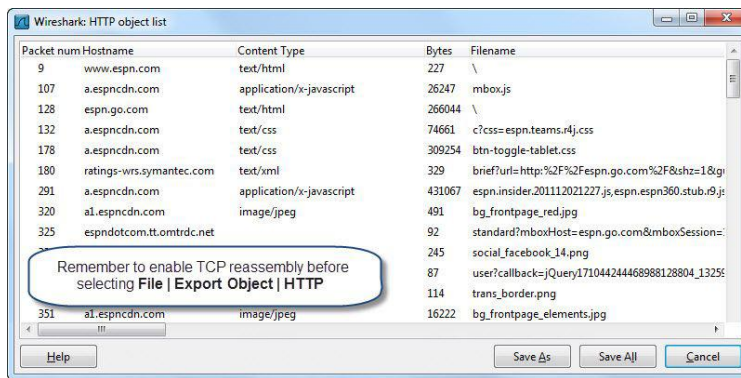 Wireshark: HTTP object list
Packet num Hostname Content Type Bytes Filename
9 www.espn.com text/html 227 \
107 a.espncdn.com application/x-javascript 26247 mbox.js
128 espn.go.com text/html 266044 \
132 a.espncdn.com text/css 74661 c?css=espn.teams.r4j.css
178 a.espncdn.com text/css 309254 btn-toggle-tablet.css
180 ratings-wrs.symantec.com text/xml 329 brief?url=http:%2F%2Fespn.go.com%2F&shz=1&g
291 a.espncdn.com application/x-javascript 431067 espn.insider.201112021227.js,espn.espn360.stub.r9.js
320 a1.espncdn.com image/jpeg 491 bg_frontpage_red.jpg
325 espndotcom.tt.omtrdc.net 92 standard?mboxHost=espn.go.com&mboxSession=
245 social_facebook_14.png
87 user?callback=jQuery17104424446898128804_13259
114 trans_border.png
Remember to enable TCP reassembly before
selecting File | Export Object | HTTP
351 a1.espncdn.com image/jpeg 16222 bg_frontpage_elements.jpg
Help Save As Save All Cancel